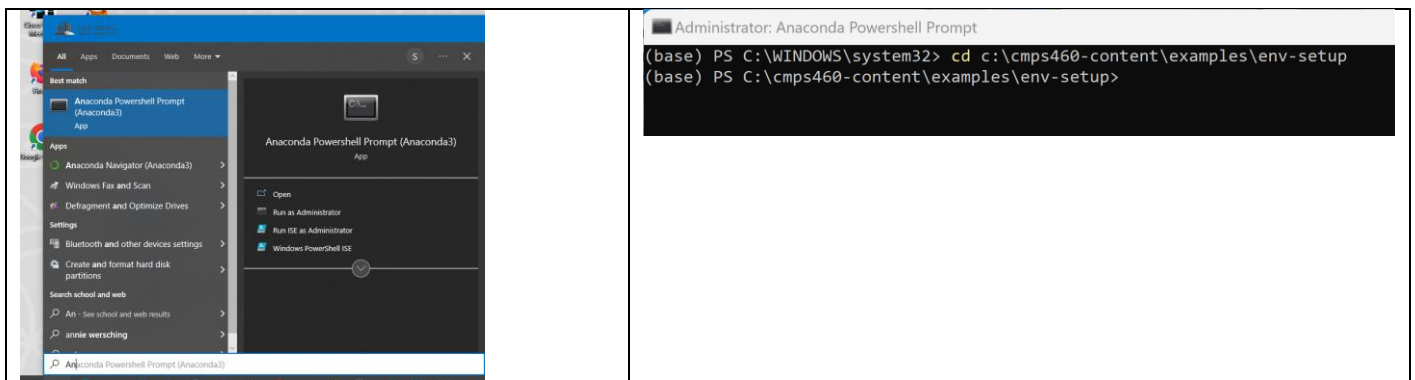 All Apps Documents Web More
S ... ×
Best match
Anaconda Powershell Prompt
(Anaconda3)
App
Apps
Anaconda Navigator (Anaconda3)
Windows Fax and Scan
Defragment and Optimize Drives
Settings
Bluetooth and other devices settings
Create and format hard disk
partitions
Search school and web
An - See school and web results
annie wersching
Anaconda Powershell Prompt (Anaconda3)
C:\_
Anaconda Powershell Prompt (Anaconda3)
App
Open
Run as Administrator
Run ISE as Administrator
Windows PowerShell ISE
Administrator: Anaconda Powershell Prompt
(base) PS C:\WINDOWS\system32> cd c:\cmps460-content\examples\env-setup
(base) PS C:\cmps460-content\examples\env-setup>